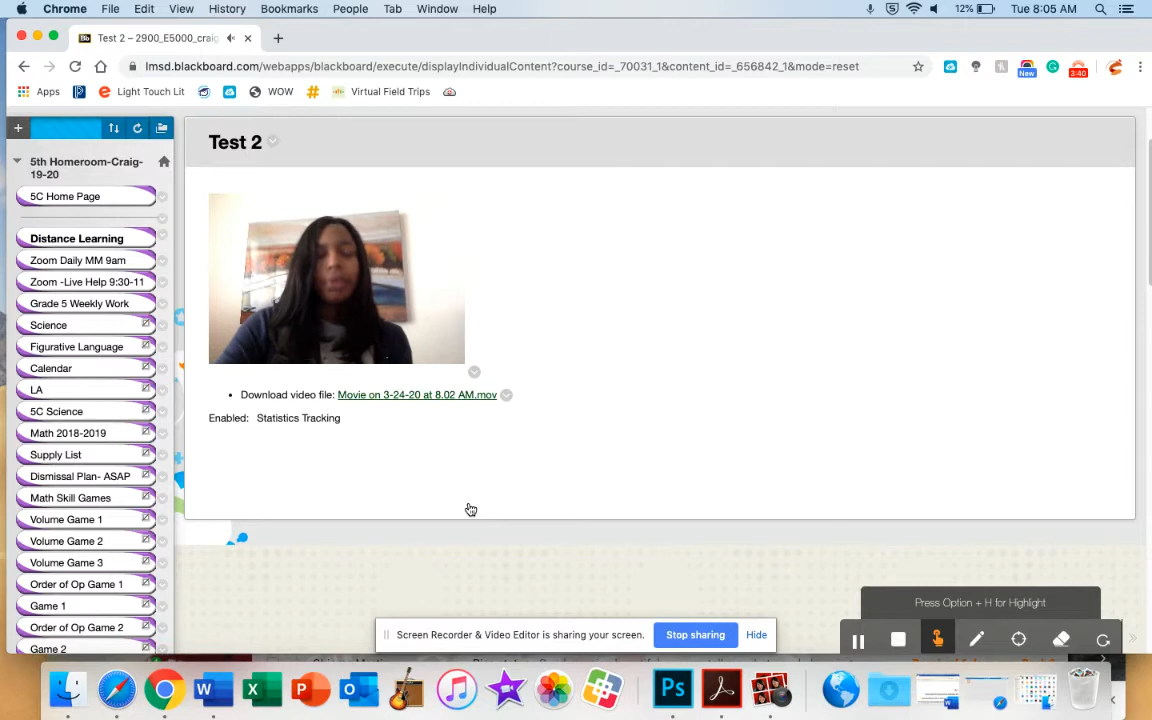 Chrome File Edit View History Bookmarks People Tab Window Help 12% Tue 8:05 AM
Test 2 – 2900_E5000_craig
lmsd.blackboard.com/webapps/blackboard/execute/displayIndividualContent?course_id=_70031_1&content_id=_656842_1&mode=reset
New
3:40
Apps Light Touch Lit WOW Virtual Field Trips
5th Homeroom-Craig-
19-20
5C Home Page
Distance Learning
Zoom Daily MM 9am
Zoom -Live Help 9:30-11
Grade 5 Weekly Work
Science
Figurative Language
Calendar
LA
5C Science
Math 2018-2019
Supply List
Dismissal Plan- ASAP
Math Skill Games
Volume Game 1
Volume Game 2
Volume Game 3
Order of Op Game 1
Game 1
Order of Op Game 2
Game 2
Test 2
Download video file: Movie on 3-24-20 at 8.02 AM.mov
Enabled: Statistics Tracking
Press Option + H for Highlight
Screen Recorder & Video Editor is sharing your screen. Stop sharing Hide